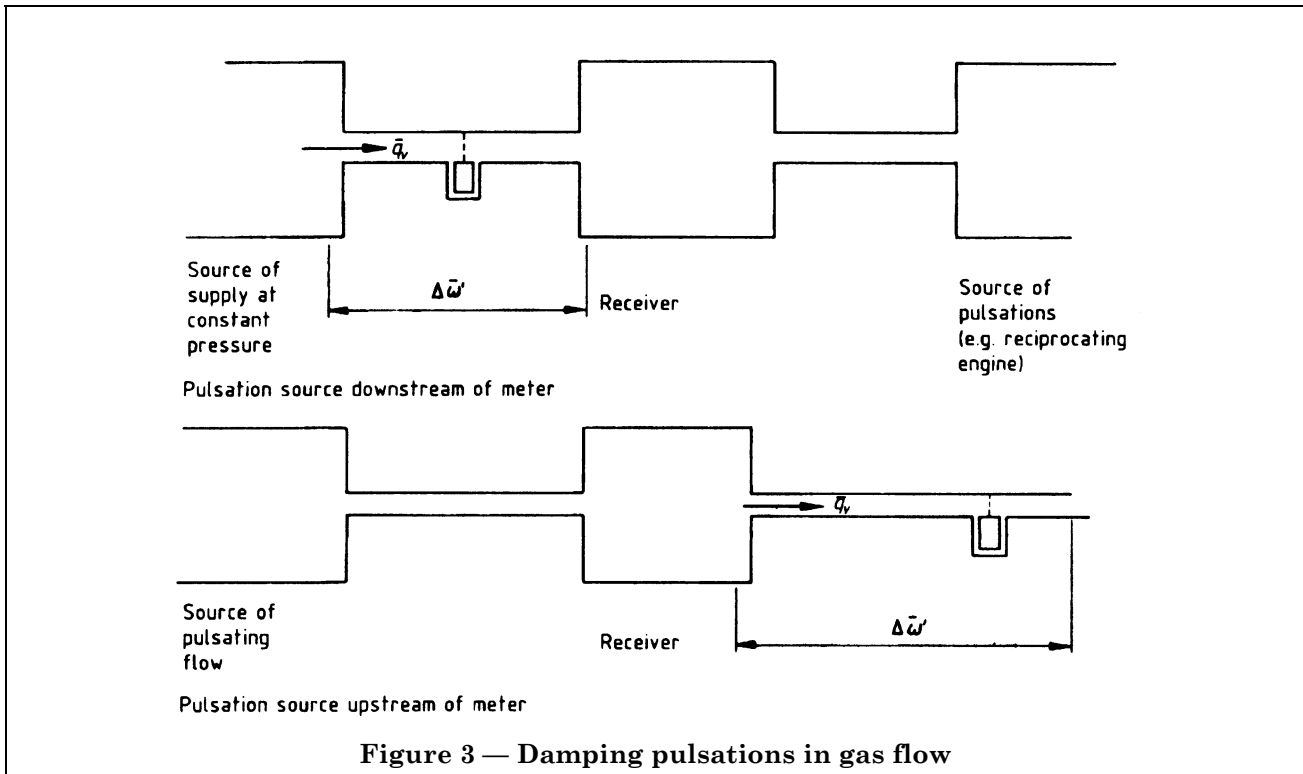 q̄ᵥ
Source of
supply at
constant
pressure
Δω̄'
Receiver
Source of
pulsations
(e.g. reciprocating
engine)
Pulsation source downstream of meter
q̄ᵥ
Source of
pulsating
flow
Receiver
Δω̄'
Pulsation source upstream of meter
Figure 3 — Damping pulsations in gas flow